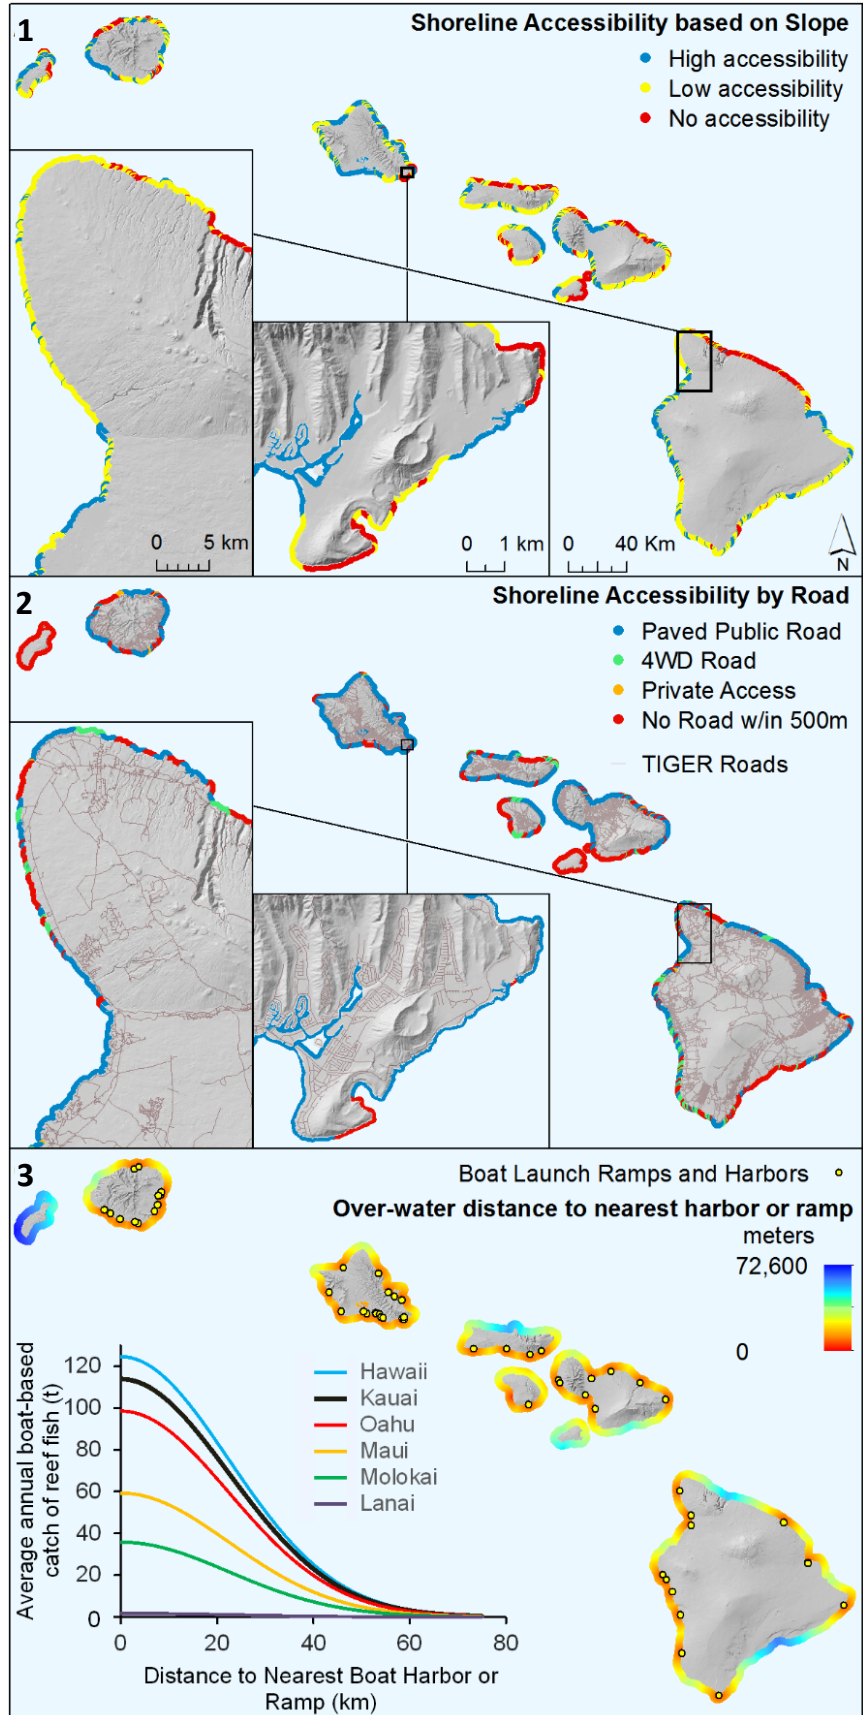 1
Shoreline Accessibility based on Slope
High accessibility
Low accessibility
No accessibility
0 5 km
0 1 km
0 40 Km
N
2
Shoreline Accessibility by Road
Paved Public Road
4WD Road
Private Access
No Road w/in 500m
TIGER Roads
3
Boat Launch Ramps and Harbors
Over-water distance to nearest harbor or ramp
meters
72,600
0
Average annual boat-based
catch of reef fish (t)
120
100
80
60
40
20
0
Hawaii
Kauai
Oahu
Maui
Molokai
Lanai
0 20 40 60 80
Distance to Nearest Boat Harbor or
Ramp (km)